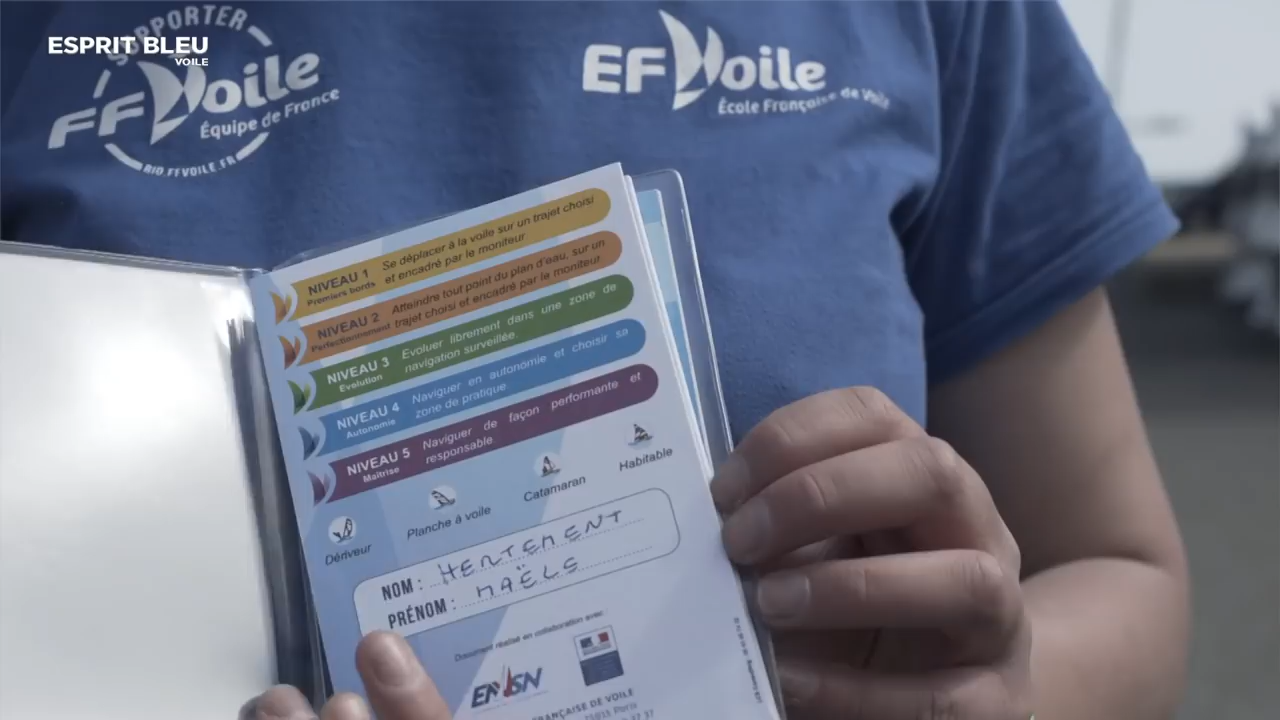 ESPRIT BLEU
VOILE
SUPPORTER
FFVoile
Équipe de France
RIO.FFVOILE.FR
EFVoile
École Française de Voile
NIVEAU 1 Se déplacer à la voile sur un trajet choisi
Premiers bords et encadré par le moniteur
NIVEAU 2 Atteindre tout point du plan d'eau, sur un
Perfectionnement trajet choisi et encadré par le moniteur
NIVEAU 3 Evoluer librement dans une zone de
Evolution navigation surveillée
NIVEAU 4 Naviguer en autonomie et choisir sa
Autonomie zone de pratique
NIVEAU 5 Naviguer de façon performante et
Maîtrise responsable
Dériveur
Planche à voile
Catamaran
Habitable
NOM : HERTEMENT
PRÉNOM : MAËLE
Document réalisé en collaboration avec :
ENVSN
FRANÇAISE DE VOILE
75015 Paris
37